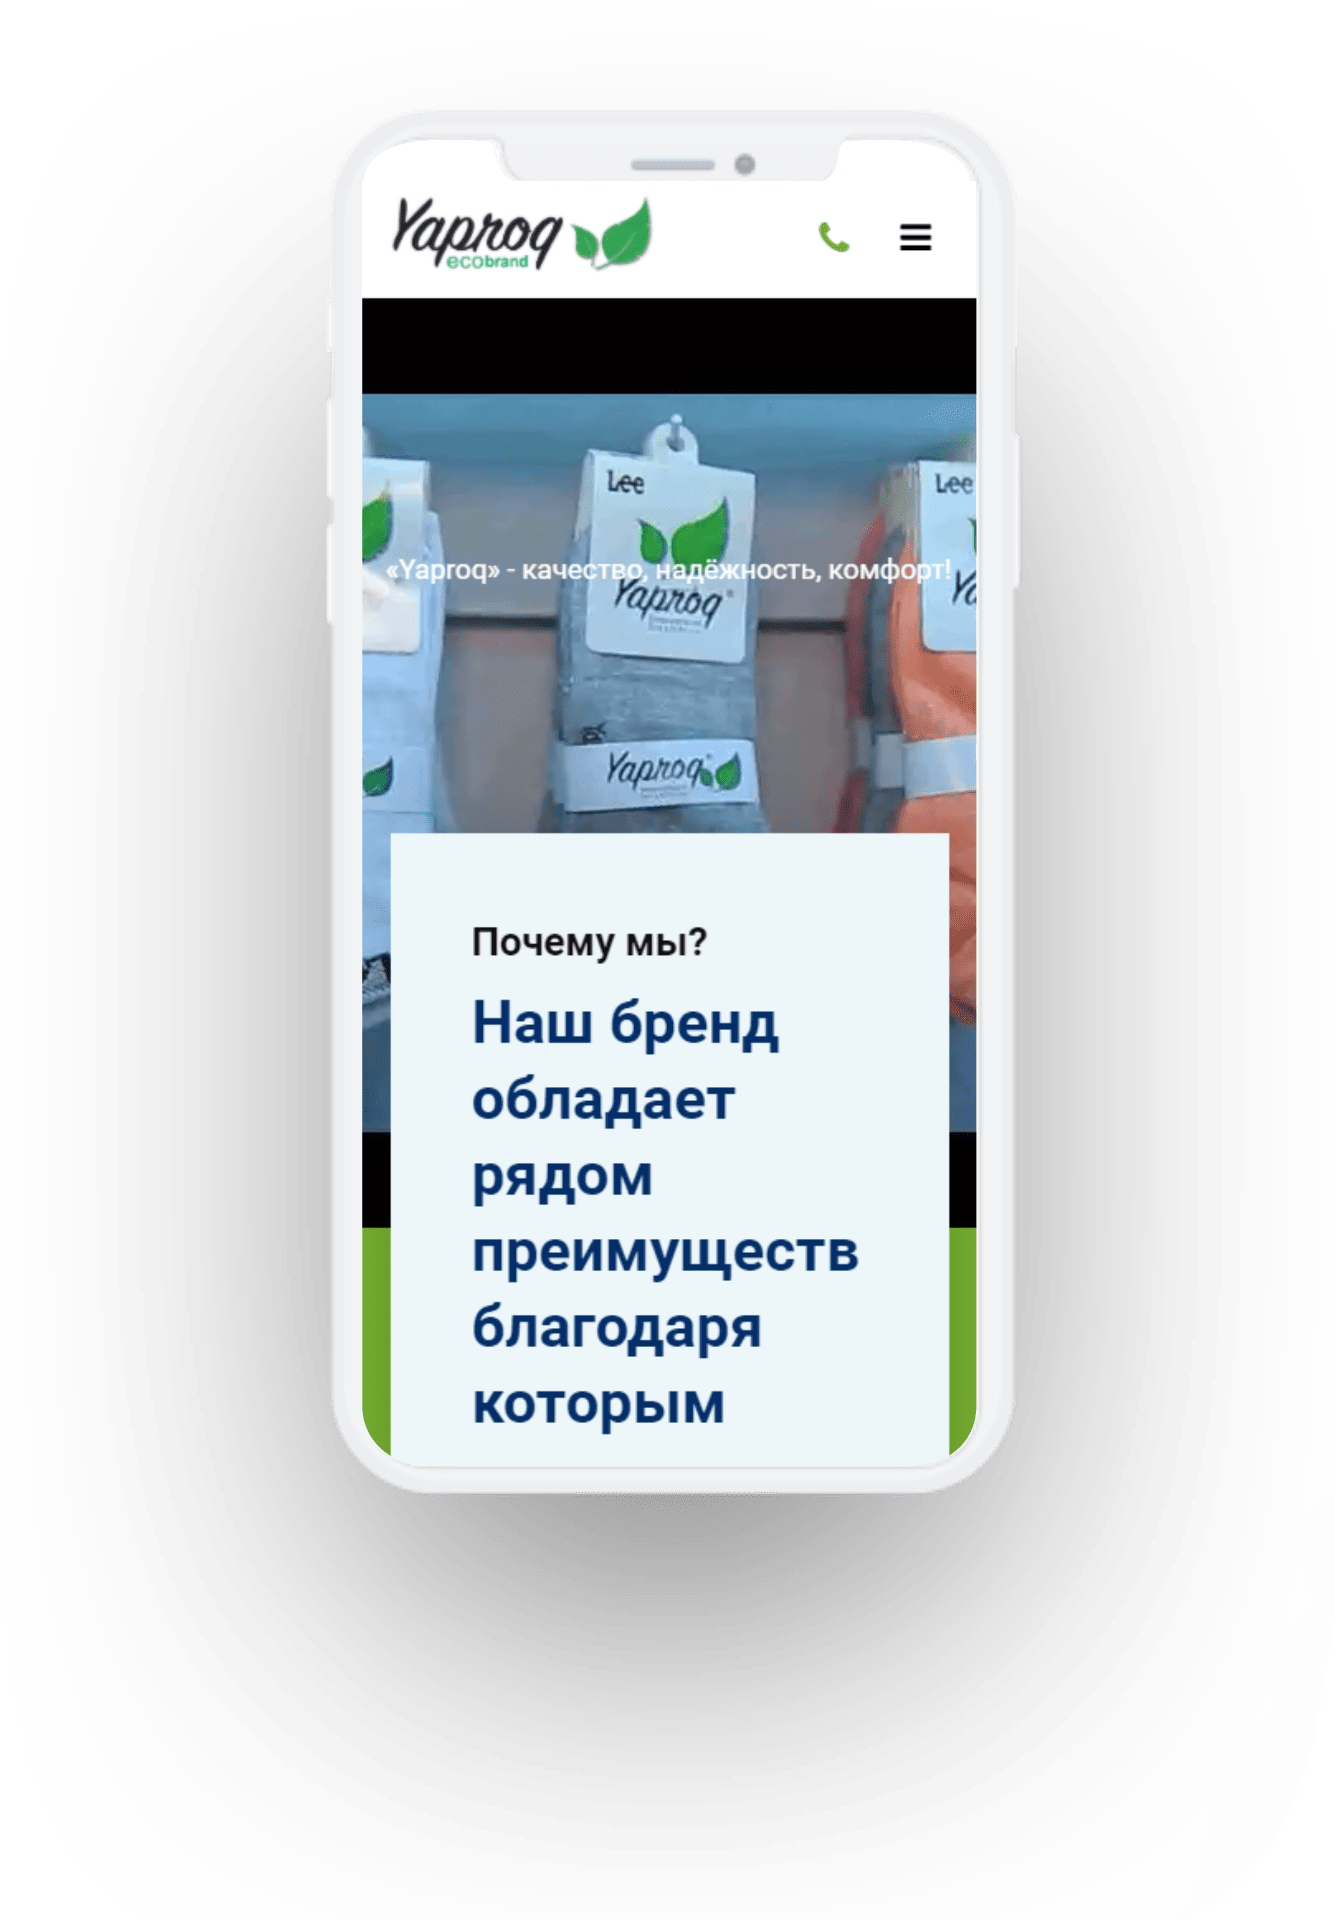 Yaproq
ecobrand
Lee
Lee
«Yaproq» - качество, надёжность, комфорт!
Yaproq
Yaproq
Почему мы?
Наш бренд
обладает
рядом
преимуществ
благодаря
которым